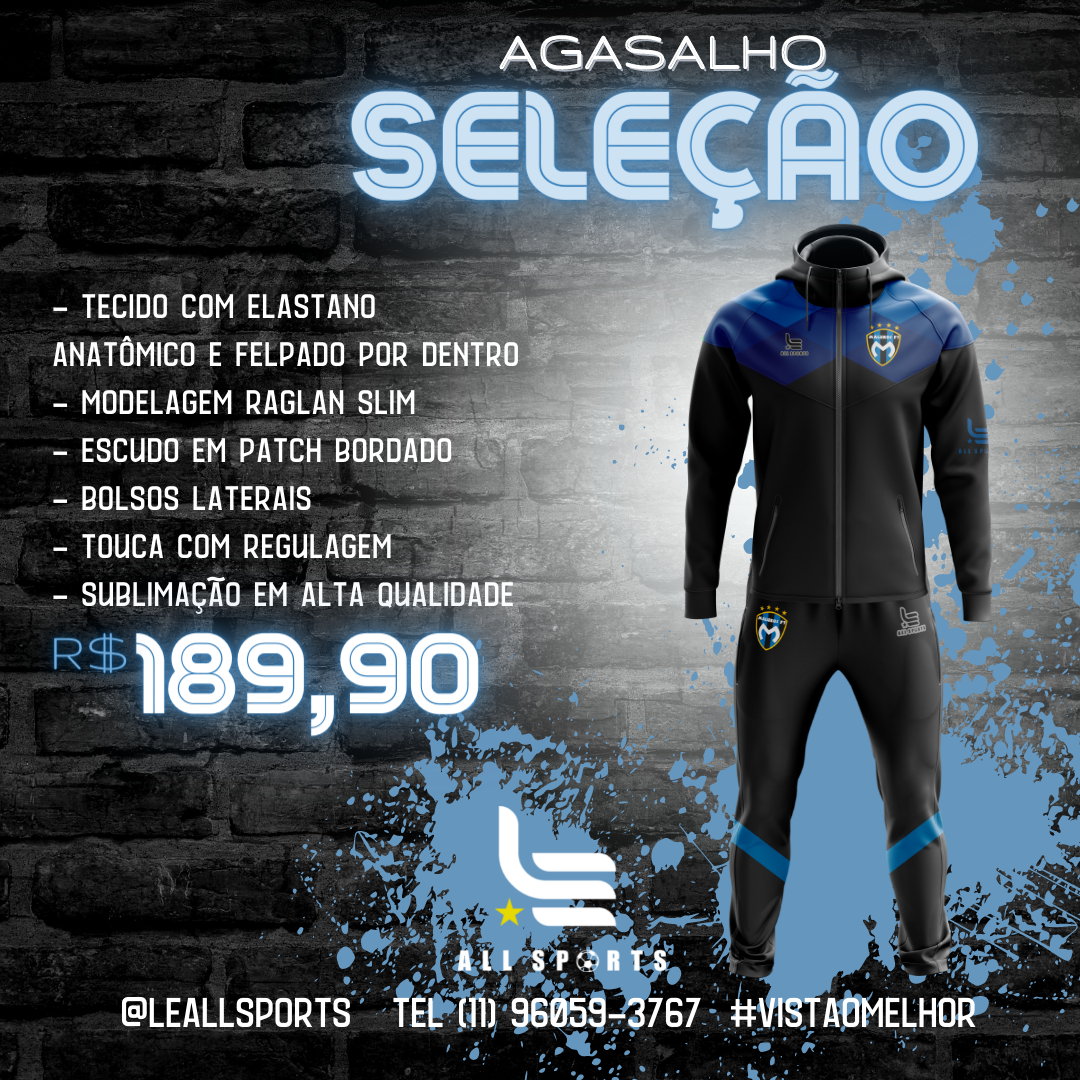 AGASALHO
SELEÇÃO
- TECIDO COM ELASTANO
ANATÔMICO E FELPADO POR DENTRO
- MODELAGEM RAGLAN SLIM
- ESCUDO EM PATCH BORDADO
- BOLSOS LATERAIS
- TOUCA COM REGULAGEM
- SUBLIMAÇÃO EM ALTA QUALIDADE
R$ 189,90
ALL SPORTS
@LEALLSPORTS TEL (11) 96059-3767 #VISTAOMELHOR